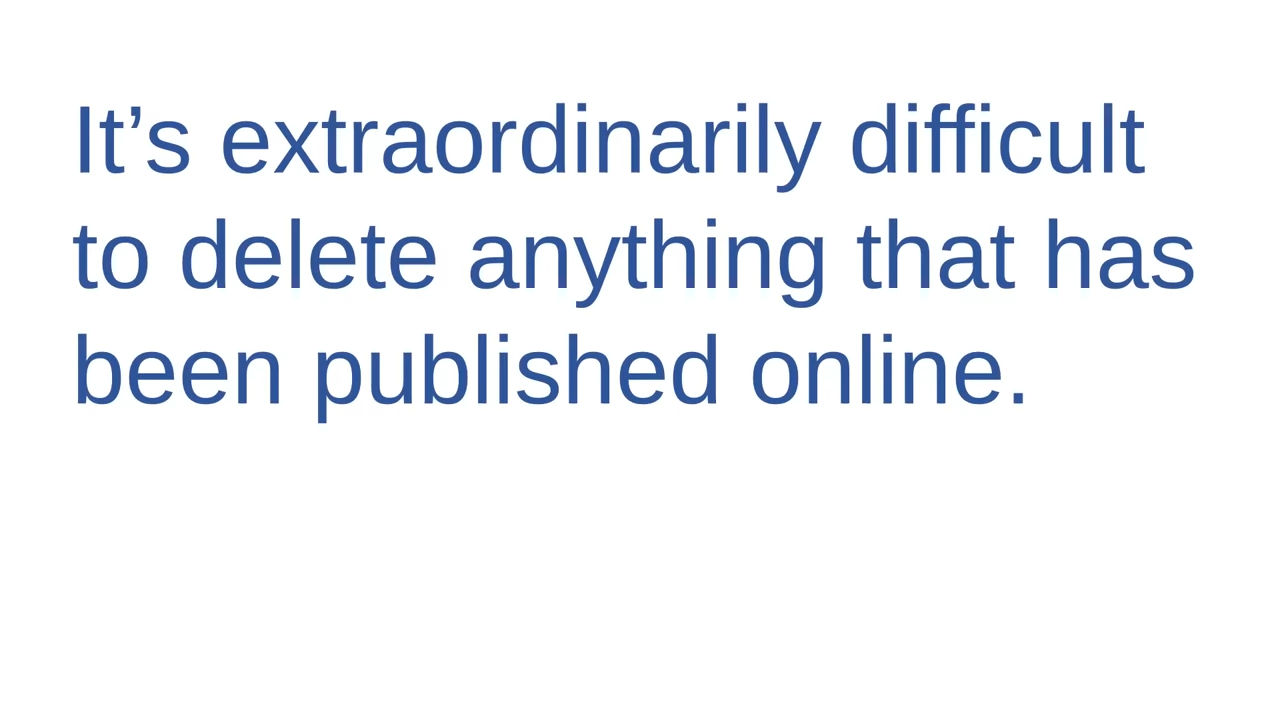 It’s extraordinarily difficult
to delete anything that has
been published online.